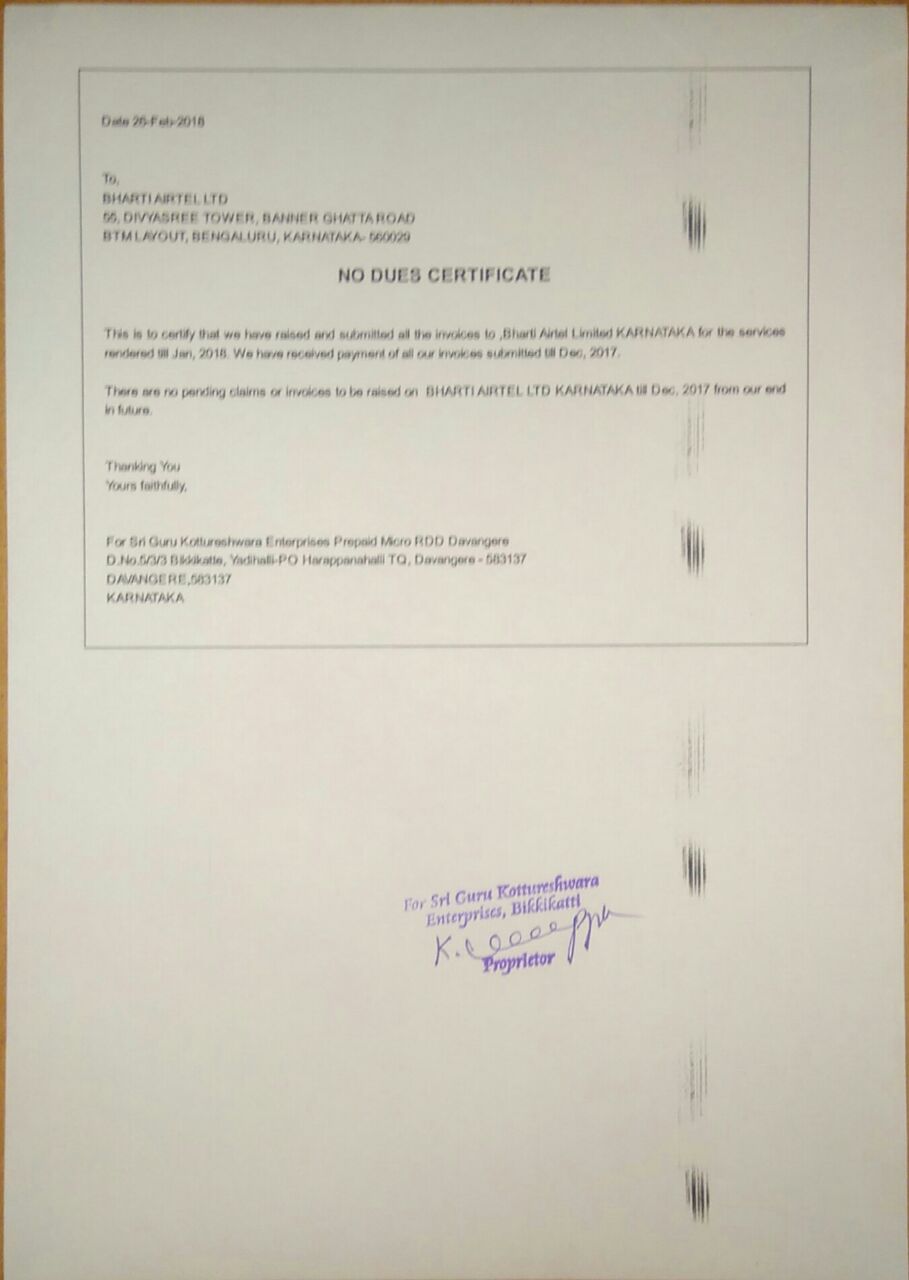 Date 26-Feb-2018
To,
BHARTI AIRTEL LTD
55, DIVYASREE TOWER, BANNER GHATTA ROAD
BTM LAYOUT, BENGALURU, KARNATAKA- 560029
NO DUES CERTIFICATE
This is to certify that we have raised and submitted all the invoices to ,Bharti Airtel Limited KARNATAKA for the services
rendered till Jan, 2018. We have received payment of all our invoices submitted till Dec, 2017.
There are no pending claims or invoices to be raised on BHARTI AIRTEL LTD KARNATAKA till Dec, 2017 from our end
in future.
Thanking You
Yours faithfully,
For Sri Guru Kottureshwara Enterprises Prepaid Micro RDD Davangere
D.No.5/3/3 Bikkikatte, Yadihalli-PO Harappanahalli TQ, Davangere - 583137
DAVANGERE,583137
KARNATAKA
For Sri Guru Kottureshwara
Enterprises, Bikkikatti
K.
Proprietor